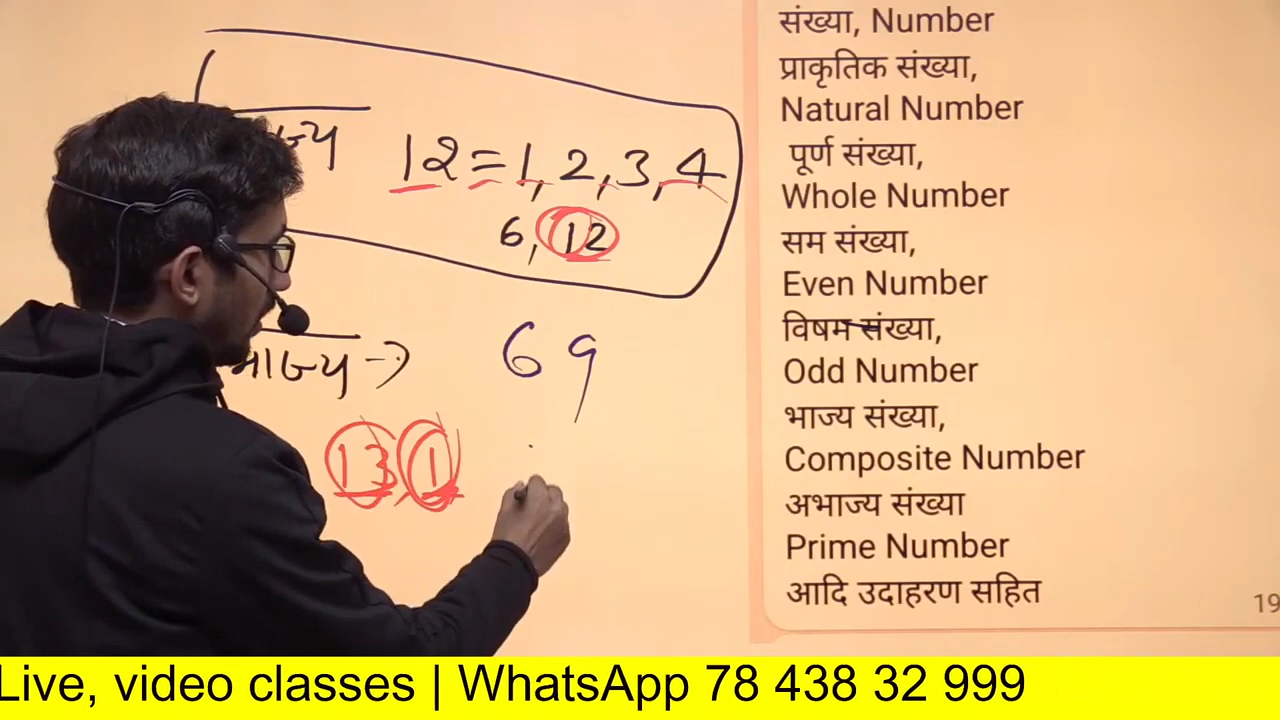 12 = 1, 2, 3, 4
6, 12
69
13, 1
संख्या, Number
प्राकृतिक संख्या,
Natural Number
पूर्ण संख्या,
Whole Number
सम संख्या,
Even Number
विषम संख्या,
Odd Number
भाज्य संख्या,
Composite Number
अभाज्य संख्या
Prime Number
आदि उदाहरण सहित
19
Live, video classes | WhatsApp 78 438 32 999